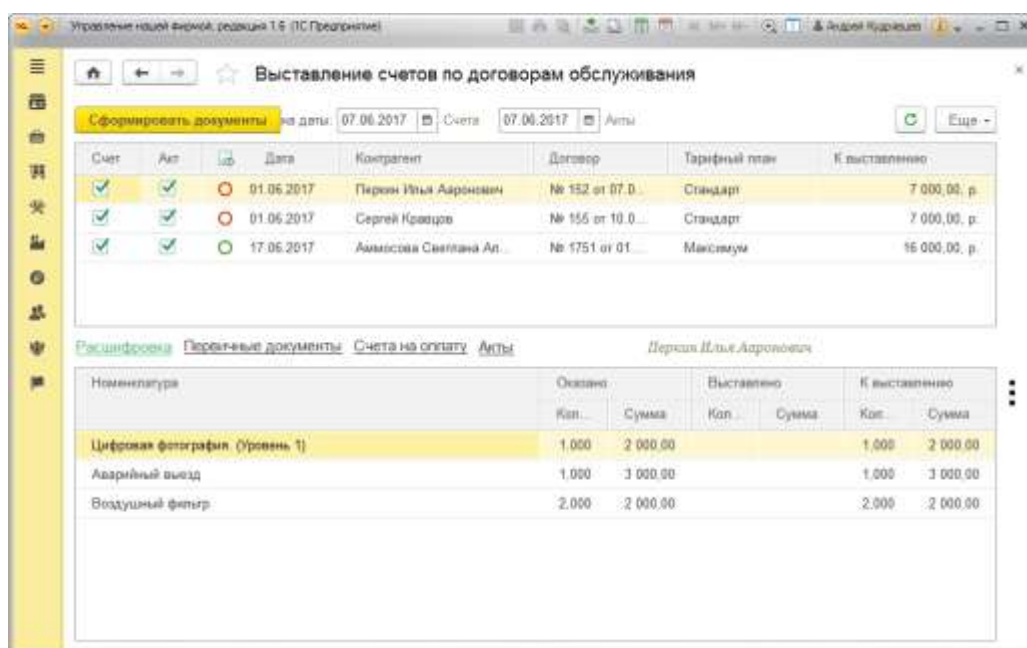 Управление нашей фирмой, редакция 1.6 (1С:Предприятие) Андрей Кудрявцев
Выставление счетов по договорам обслуживания
Сформировать документы на даты: 07.06.2017 Счета 07.06.2017 Акты Еще
Счет Акт Дата Контрагент Договор Тарифный план К выставлению
01.06.2017 Перкин Илья Ааронович № 152 от 07.0... Стандарт 7 000,00, р.
01.06.2017 Сергей Кравцов № 155 от 10.0... Стандарт 7 000,00, р.
17.06.2017 Аммосова Светлана Ал... № 1751 от 01... Максимум 16 000,00, р.
Расшифровка Первичные документы Счета на оплату Акты Перкин Илья Ааронович
Номенклатура Оказано Выставлено К выставлению
Кол... Сумма Кол... Сумма Кол... Сумма
Цифровая фотография (Уровень 1) 1,000 2 000,00 1,000 2 000,00
Аварийный выезд 1,000 3 000,00 1,000 3 000,00
Воздушный фильтр 2,000 2 000,00 2,000 2 000,00